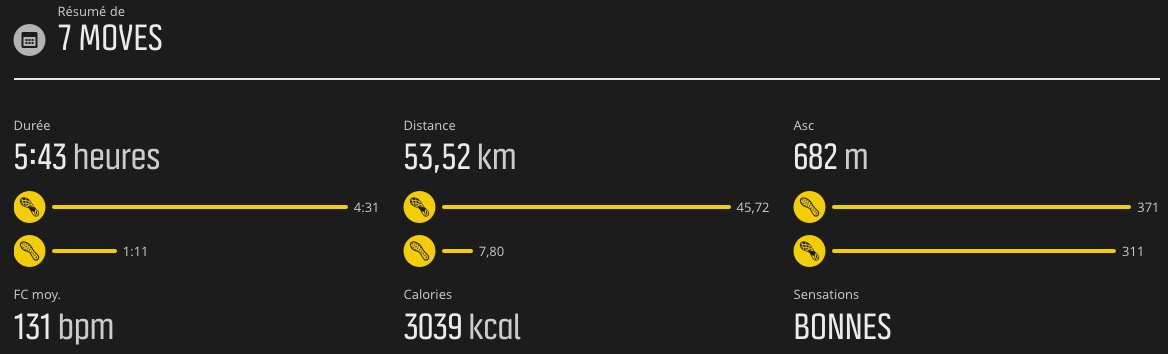 Résumé de
7 MOVES
Durée
5:43 heures
4:31
1:11
Distance
53,52 km
45,72
7,80
Asc
682 m
371
311
FC moy.
131 bpm
Calories
3039 kcal
Sensations
BONNES